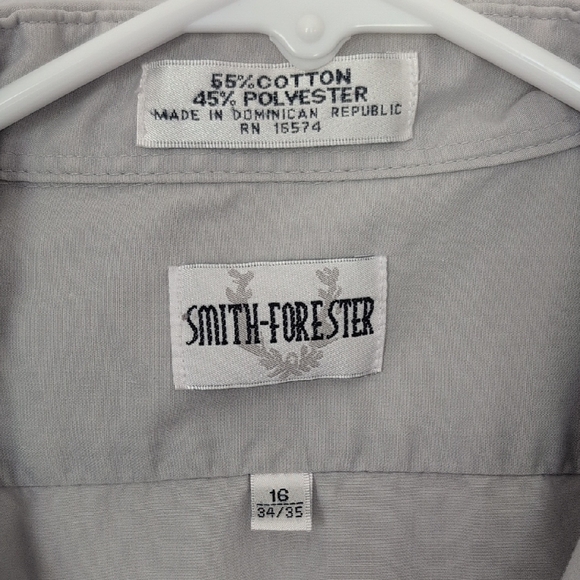 55%COTTON
45% POLYESTER
MADE IN DOMINICAN REPUBLIC
RN 16574
SMITH-FORESTER
16
34/35